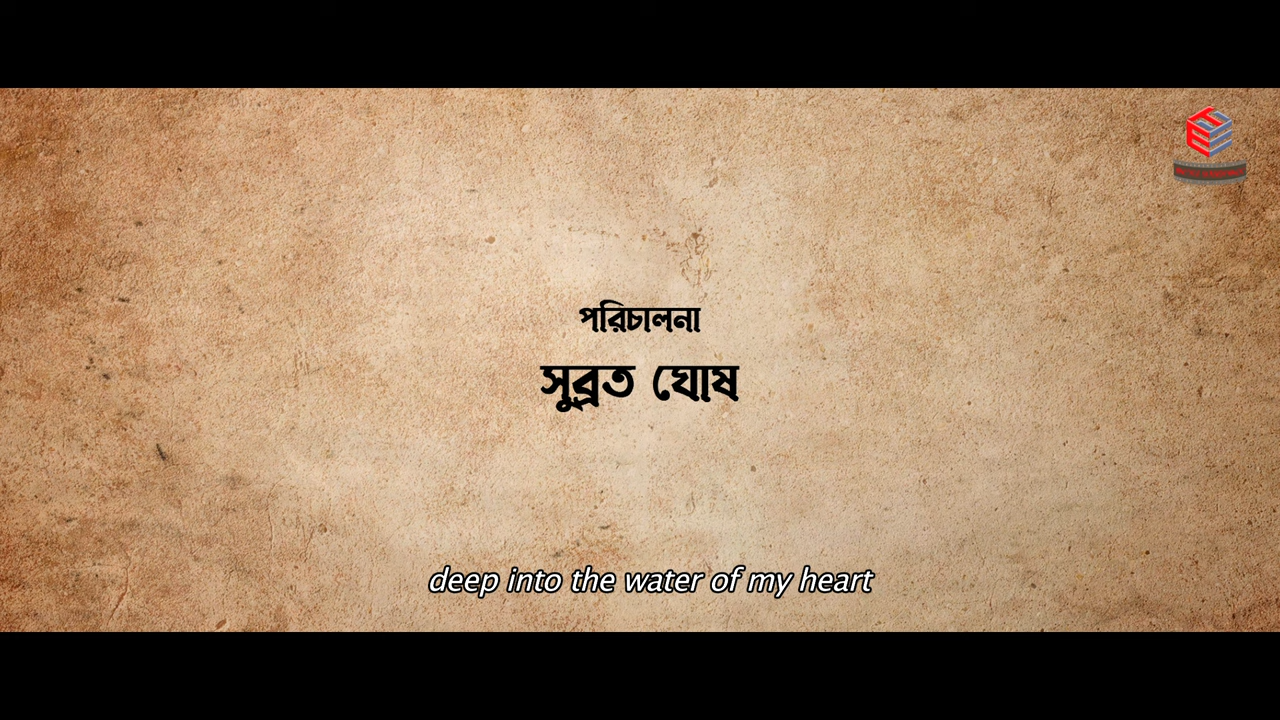 পরিচালনা
সুব্রত ঘোষ
deep into the water of my heart